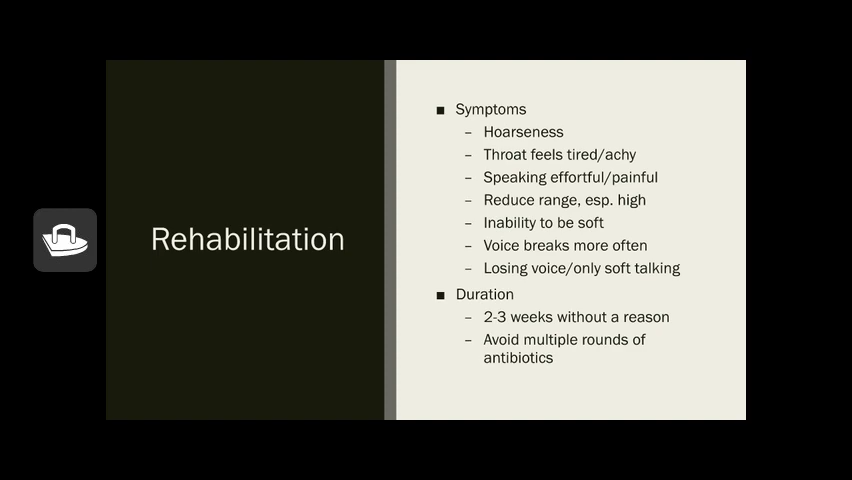 Rehabilitation
■ Symptoms
– Hoarseness
– Throat feels tired/achy
– Speaking effortful/painful
– Reduce range, esp. high
– Inability to be soft
– Voice breaks more often
– Losing voice/only soft talking
■ Duration
– 2-3 weeks without a reason
– Avoid multiple rounds of
antibiotics